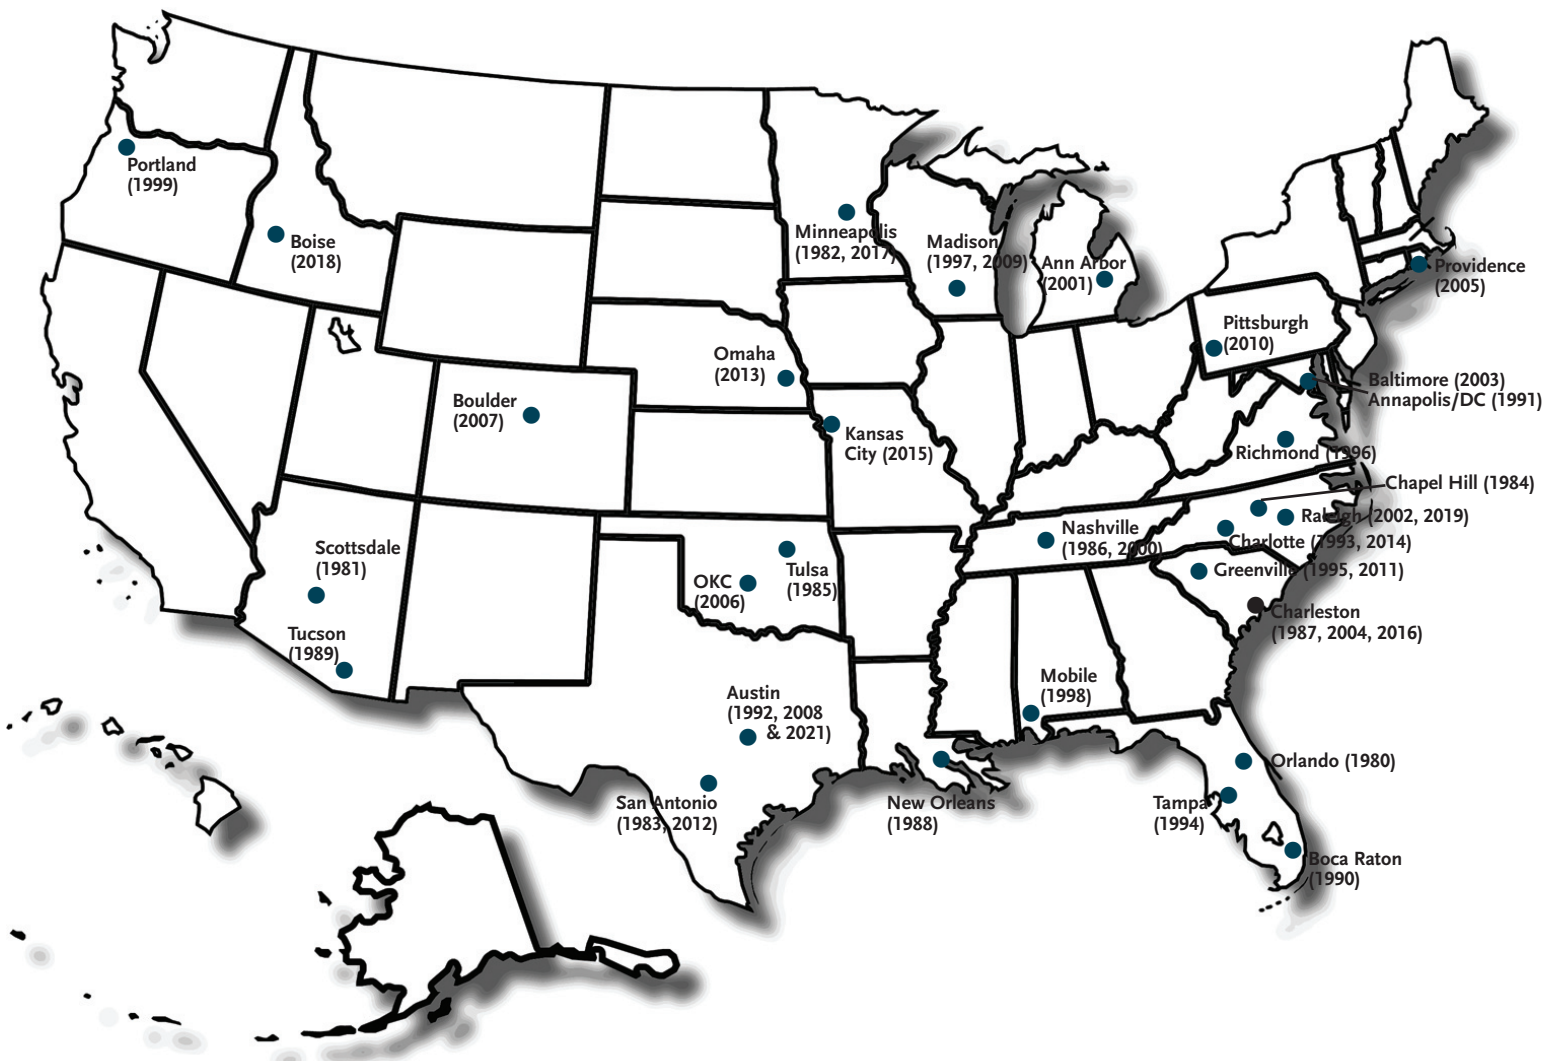 Portland
(1999)
Boise
(2018)
Minneapolis
(1982, 2017)
Madison
(1997, 2009)
Ann Arbor
(2001)
Providence
(2005)
Pittsburgh
(2010)
Omaha
(2013)
Baltimore (2003)
Annapolis/DC (1991)
Boulder
(2007)
Kansas
City (2015)
Richmond (1996)
Chapel Hill (1984)
Raleigh (2002, 2019)
Nashville
(1986, 2000)
Charlotte (1993, 2014)
Scottsdale
(1981)
Tulsa
(1985)
OKC
(2006)
Greenville (1995, 2011)
Charleston
(1987, 2004, 2016)
Tucson
(1989)
Mobile
(1998)
Austin
(1992, 2008
& 2021)
Orlando (1980)
San Antonio
(1983, 2012)
New Orleans
(1988)
Tampa
(1994)
Boca Raton
(1990)